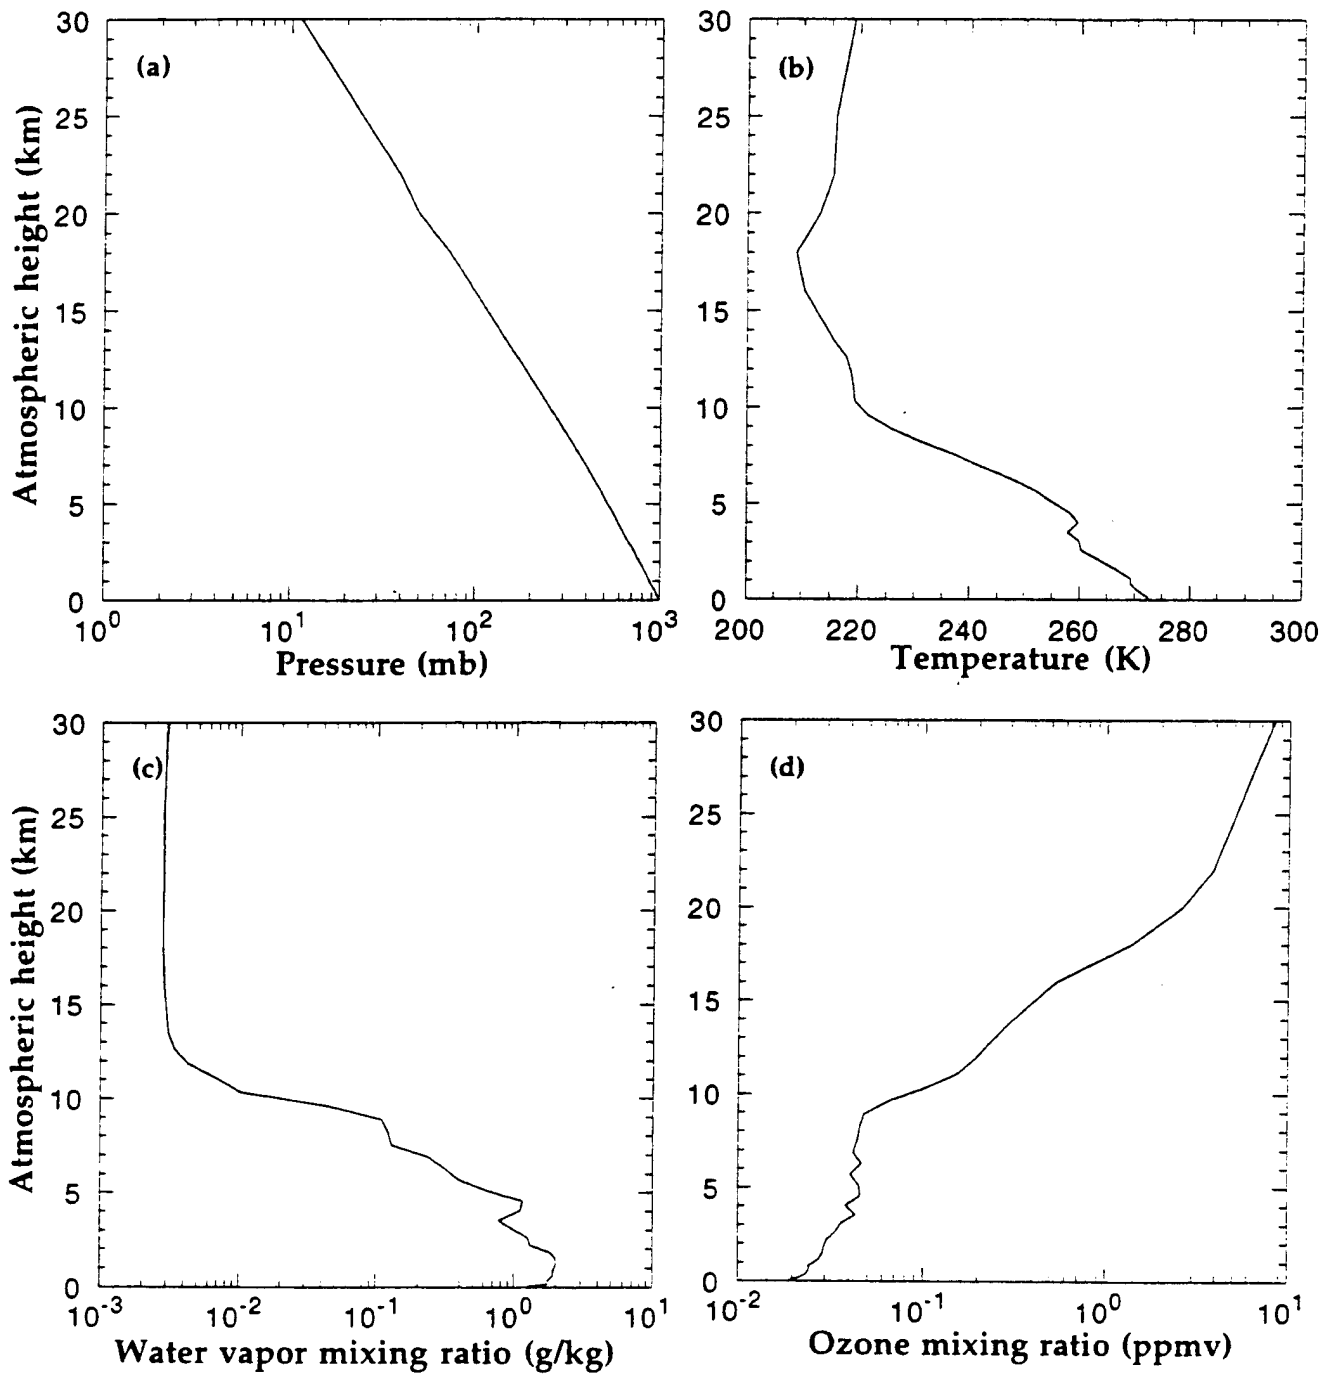 30
25
20
15
10
5
0
Atmospheric height (km)
(a)
10^0 10^1 10^2 10^3
Pressure (mb)
30
25
20
15
10
5
0
(b)
200 220 240 260 280 300
Temperature (K)
30
25
20
15
10
5
0
Atmospheric height (km)
(c)
10^-3 10^-2 10^-1 10^0 10^1
Water vapor mixing ratio (g/kg)
30
25
20
15
10
5
0
(d)
10^-2 10^-1 10^0 10^1
Ozone mixing ratio (ppmv)